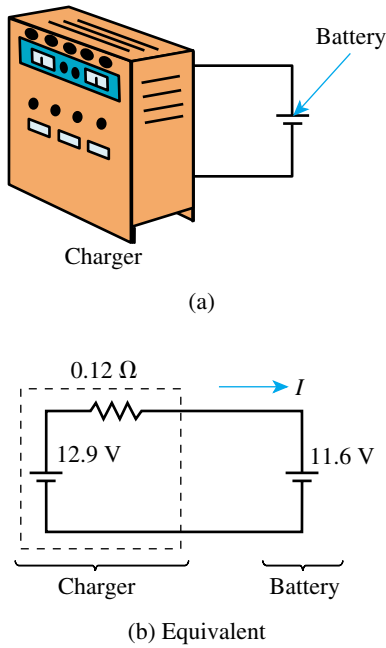 Battery
Charger
(a)
0.12 Ω
I
12.9 V
11.6 V
Charger
Battery
(b) Equivalent